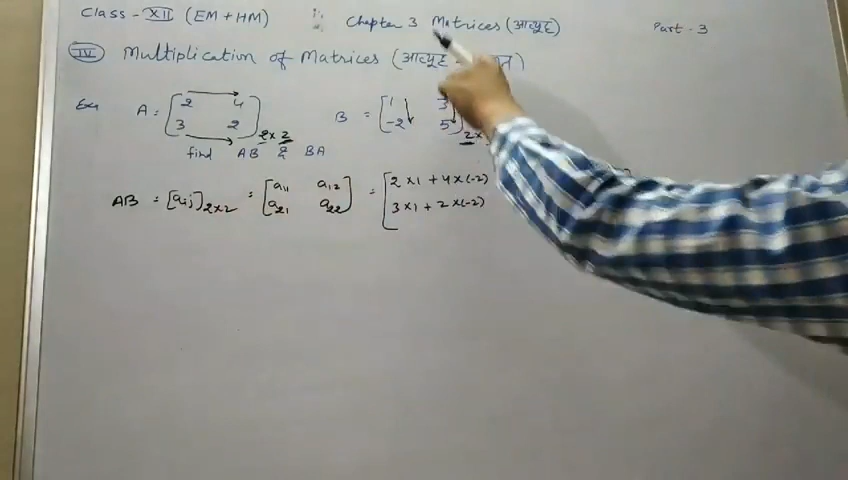 Class - XII (EM + HM) Chapter 3 Matrices (आव्यूह) Part - 3
IV Multiplication of Matrices (आव्यूह
Ex A = [2 4 B = [1 3
3 2]2×2 -2 5]2×
find AB & BA
AB = [aij]2×2 = [a11 a12 = [2×1 + 4×(-2)
a21 a22] 3×1 + 2×(-2)